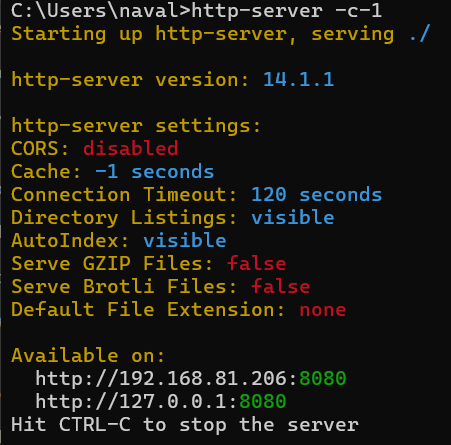 C:\Users\naval>http-server -c-1
Starting up http-server, serving ./
http-server version: 14.1.1
http-server settings:
CORS: disabled
Cache: -1 seconds
Connection Timeout: 120 seconds
Directory Listings: visible
AutoIndex: visible
Serve GZIP Files: false
Serve Brotli Files: false
Default File Extension: none
Available on:
http://192.168.81.206:8080
http://127.0.0.1:8080
Hit CTRL-C to stop the server